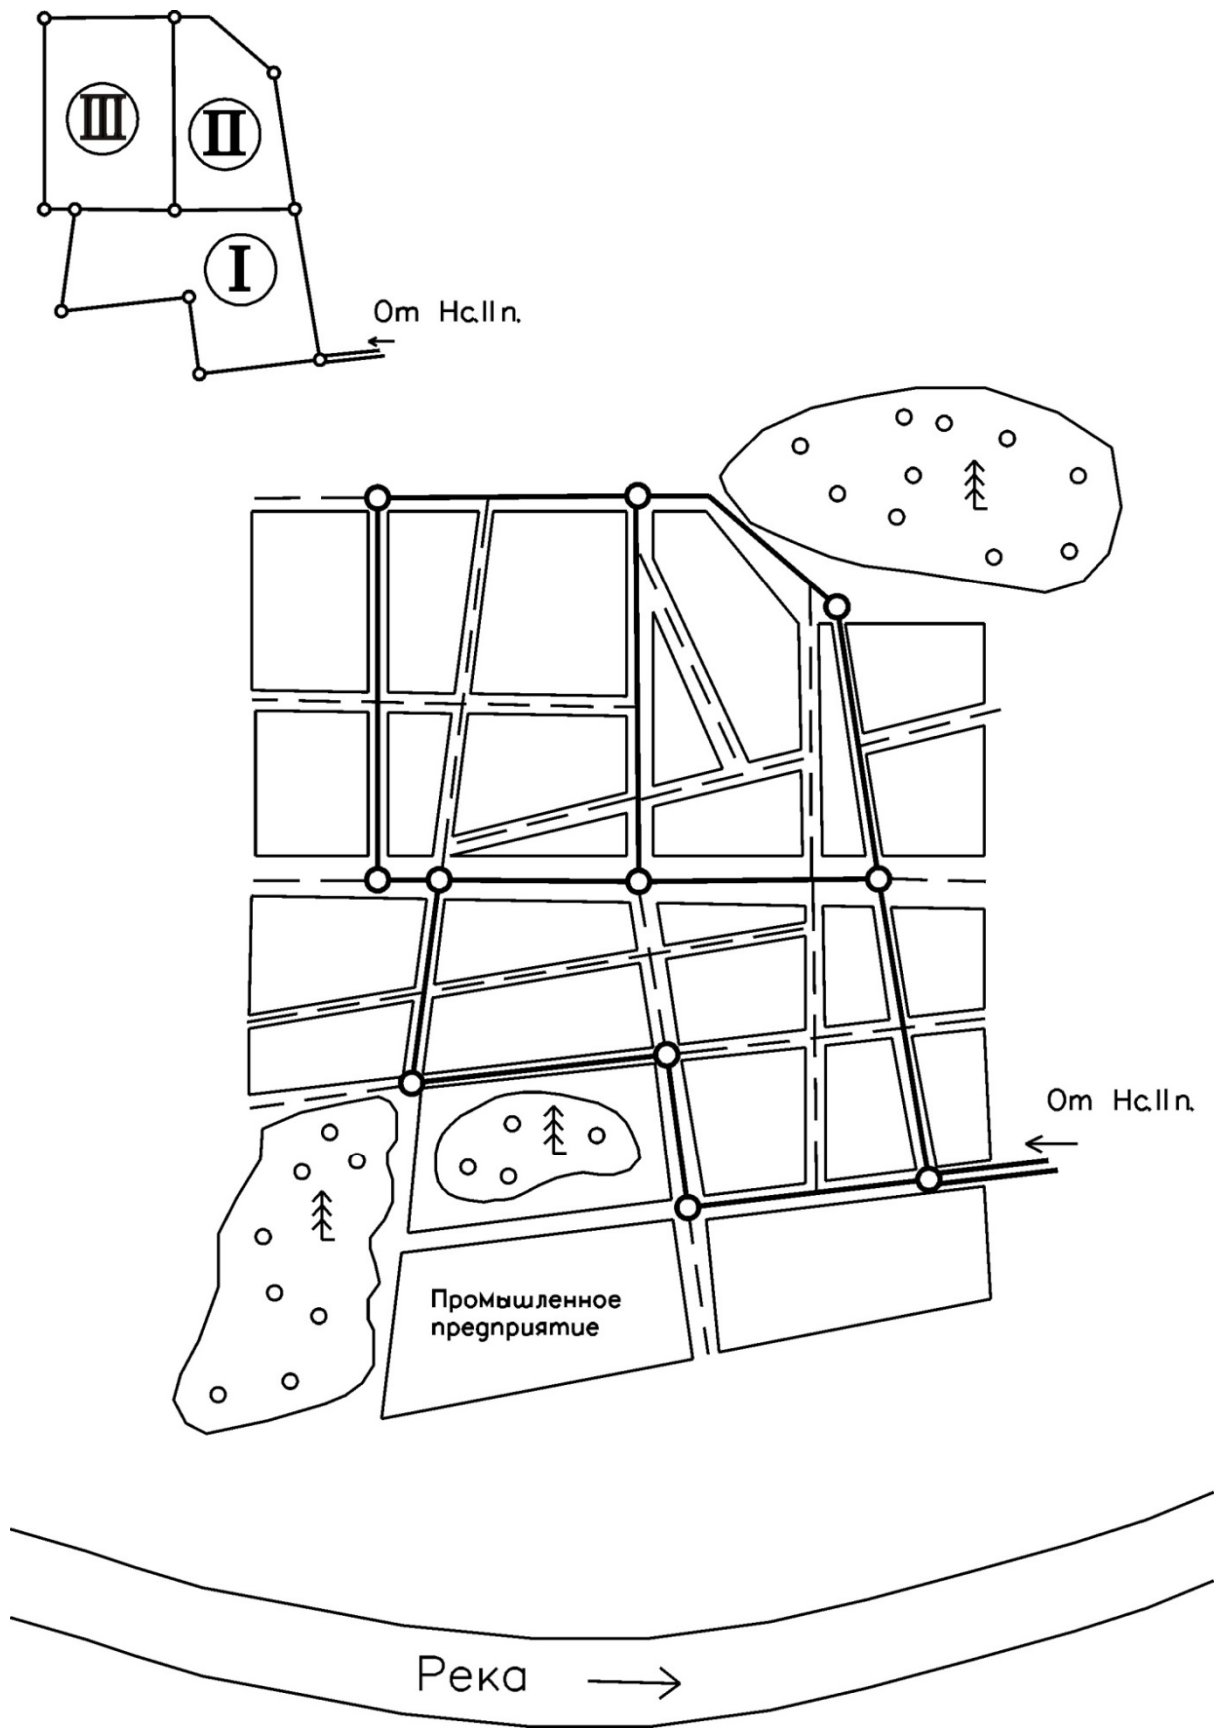 III
II
I
От Нс.II п.
От Нс.II п.
Промышленное
предприятие
Река